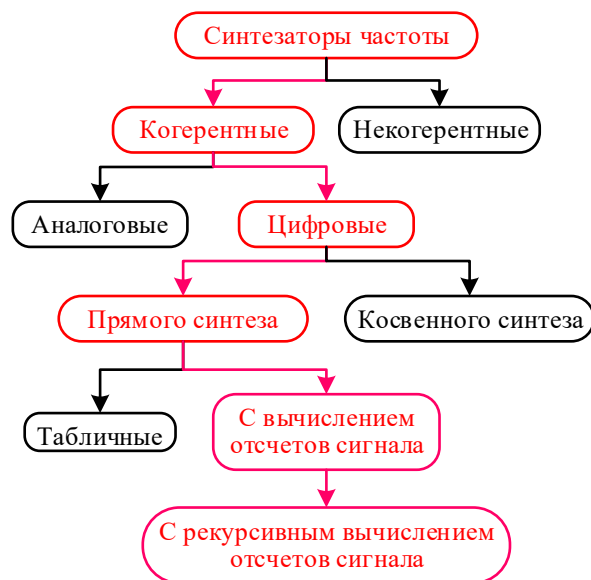 Синтезаторы частоты
Когерентные
Некогерентные
Аналоговые
Цифровые
Прямого синтеза
Косвенного синтеза
Табличные
С вычислением
отсчетов сигнала
С рекурсивным вычислением
отсчетов сигнала